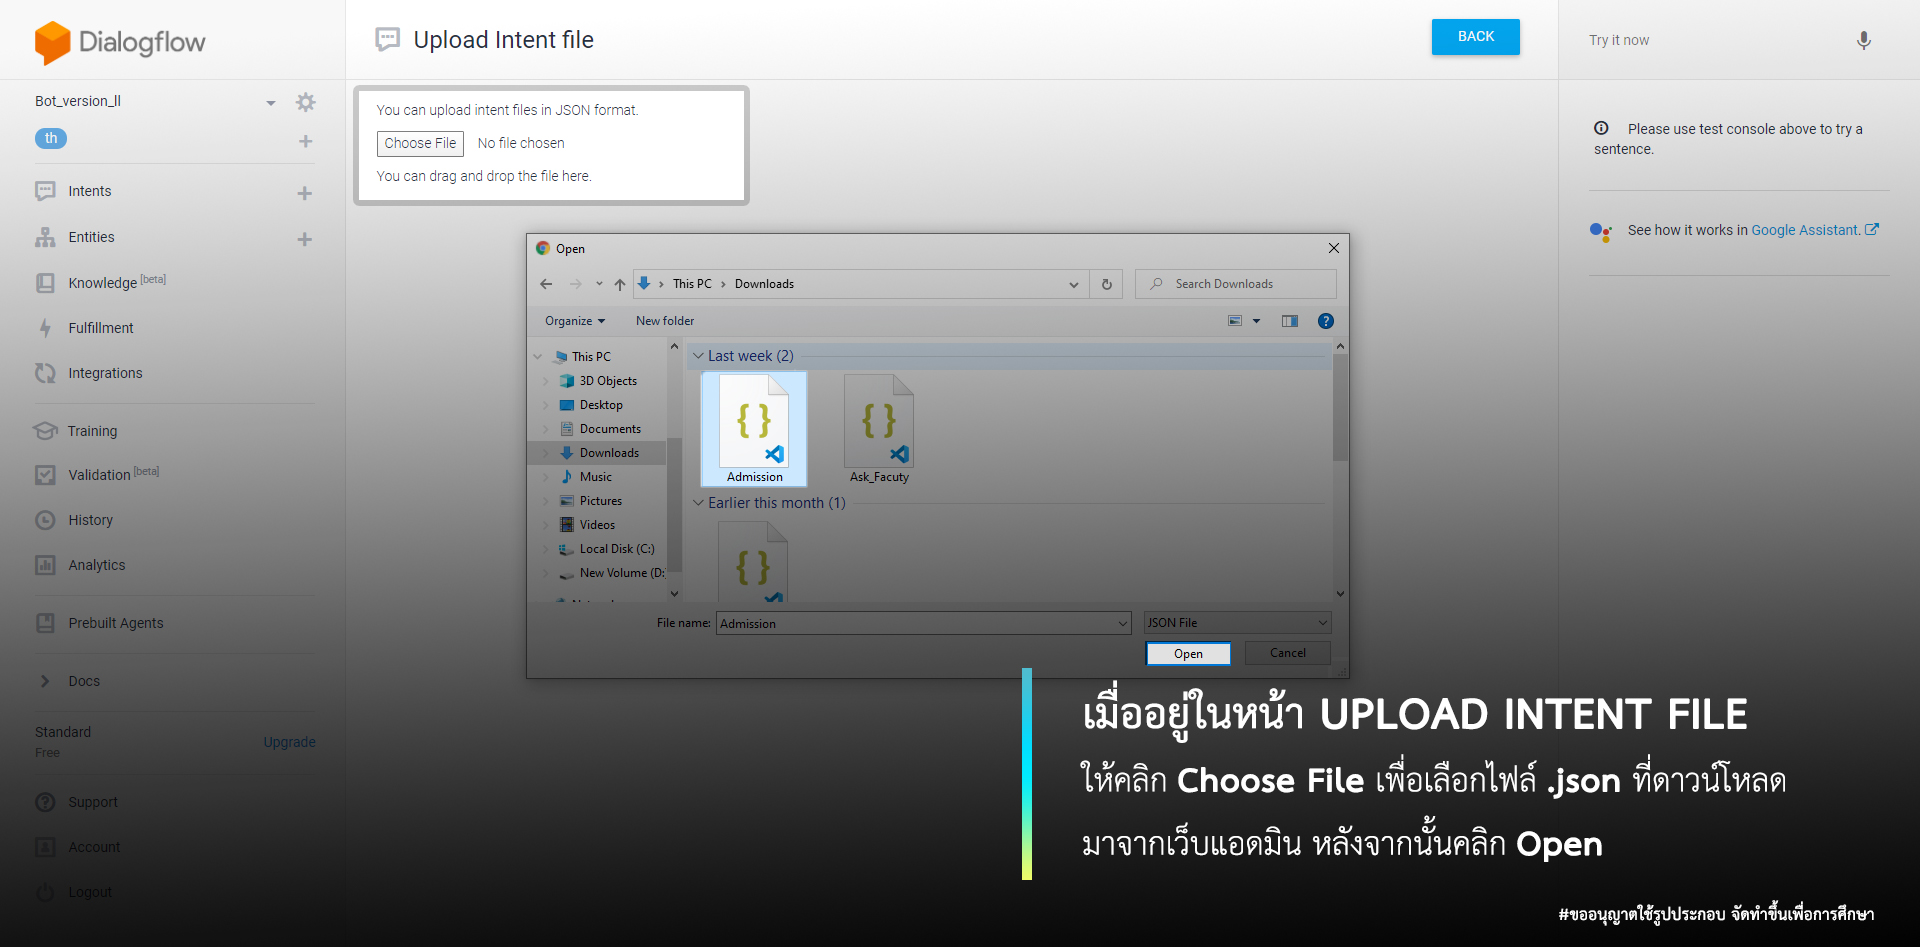 Dialogflow
Upload Intent file
BACK
Try it now
Bot_version_ll
th
Intents
Entities
Knowledge [beta]
Fulfillment
Integrations
Training
Validation [beta]
History
Analytics
Prebuilt Agents
Docs
Standard
Free
Upgrade
Support
Account
Logout
You can upload intent files in JSON format.
Choose File No file chosen
You can drag and drop the file here.
Please use test console above to try a
sentence.
See how it works in Google Assistant.
Open
This PC > Downloads
Search Downloads
Organize
New folder
This PC
3D Objects
Desktop
Documents
Downloads
Music
Pictures
Videos
Local Disk (C:)
New Volume (D:
Last week (2)
Admission
Ask_Facuty
Earlier this month (1)
File name: Admission
JSON File
Open
Cancel
เมื่ออยู่ในหน้า UPLOAD INTENT FILE
ให้คลิก Choose File เพื่อเลือกไฟล์ .json ที่ดาวน์โหลด
มาจากเว็บแอดมิน หลังจากนั้นคลิก Open
#ขออนุญาตใช้รูปประกอบ จัดทำขึ้นเพื่อการศึกษา